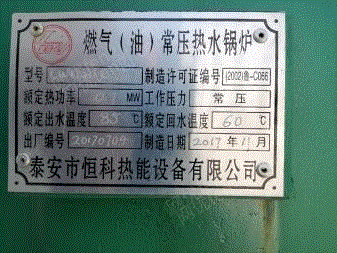 燃气(油)常压热水锅炉
型号 制造许可证编号 (2002)鲁-C066
额定热功率 MW 工作压力 常压
额定出水温度 85 ℃ 额定回水温度 60 ℃
出厂编号 制造日期 2017年11月
泰安市恒科热能设备有限公司